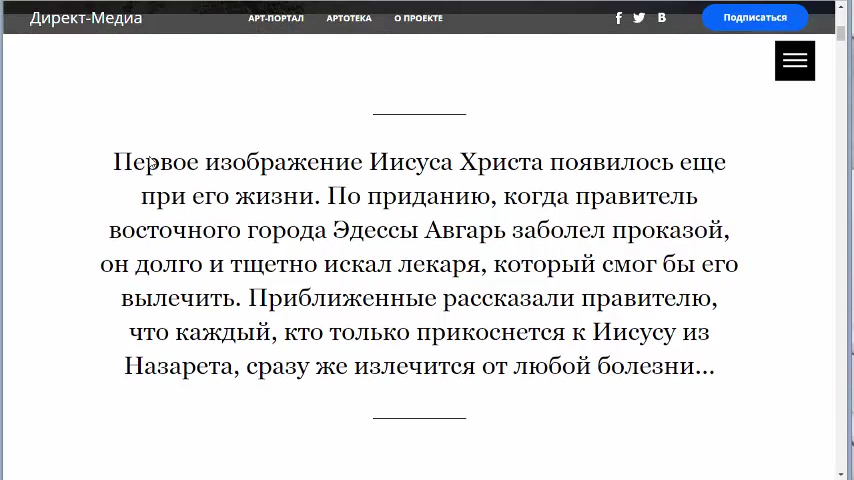 Директ-Медиа
АРТ-ПОРТАЛ АРТОТЕКА О ПРОЕКТЕ
Подписаться
Первое изображение Иисуса Христа появилось еще
при его жизни. По приданию, когда правитель
восточного города Эдессы Авгарь заболел проказой,
он долго и тщетно искал лекаря, который смог бы его
вылечить. Приближенные рассказали правителю,
что каждый, кто только прикоснется к Иисусу из
Назарета, сразу же излечится от любой болезни...